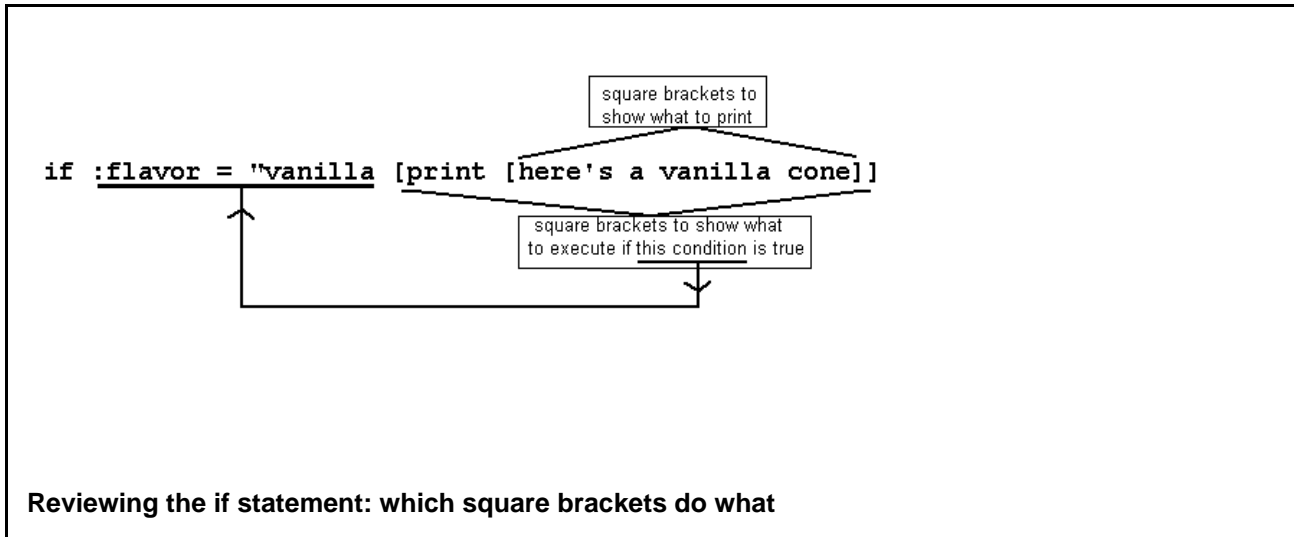 square brackets to
show what to print
if :flavor = "vanilla [print [here's a vanilla cone]]
square brackets to show what
to execute if this condition is true
Reviewing the if statement: which square brackets do what